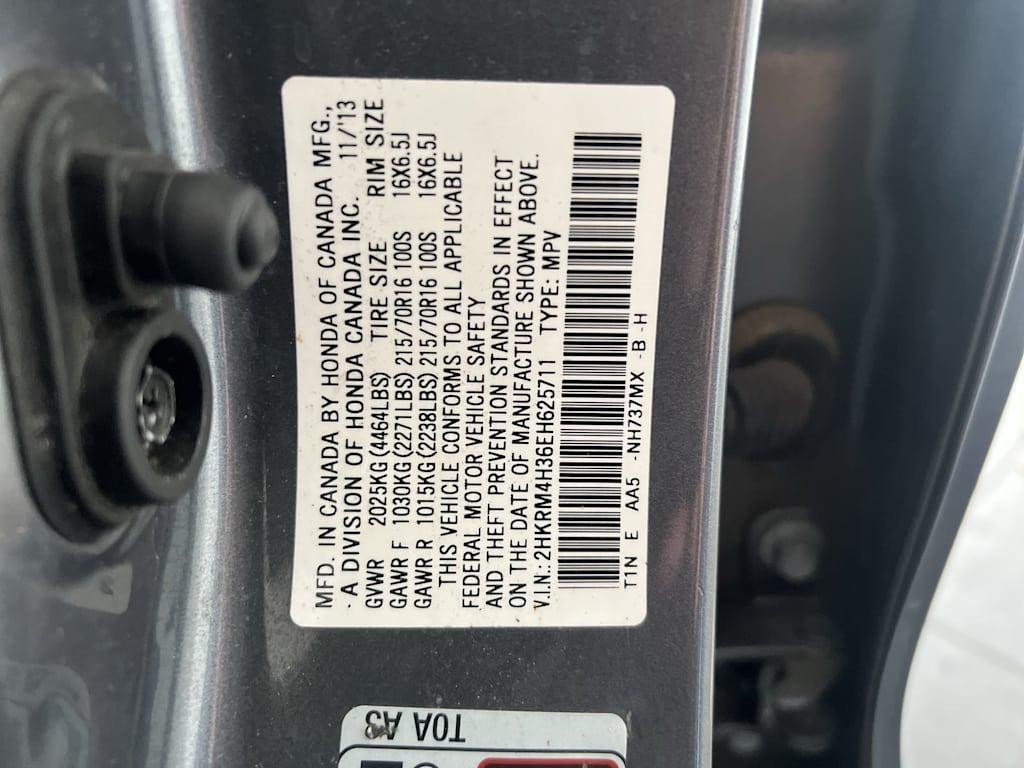 MFD. IN CANADA BY HONDA OF CANADA MFG.,
A DIVISION OF HONDA CANADA INC. 11/'13
GVWR 2025KG(4464LBS) TIRE SIZE RIM SIZE
GAWR F 1030KG(2271LBS) 215/70R16 100S 16X6.5J
GAWR R 1015KG(2238LBS) 215/70R16 100S 16X6.5J
THIS VEHICLE CONFORMS TO ALL APPLICABLE
FEDERAL MOTOR VEHICLE SAFETY
AND THEFT PREVENTION STANDARDS IN EFFECT
ON THE DATE OF MANUFACTURE SHOWN ABOVE.
V.I.N.: 2HKRM4H36EH625711 TYPE: MPV
T1N E AA5 -NH737MX -B -H
T0A A3